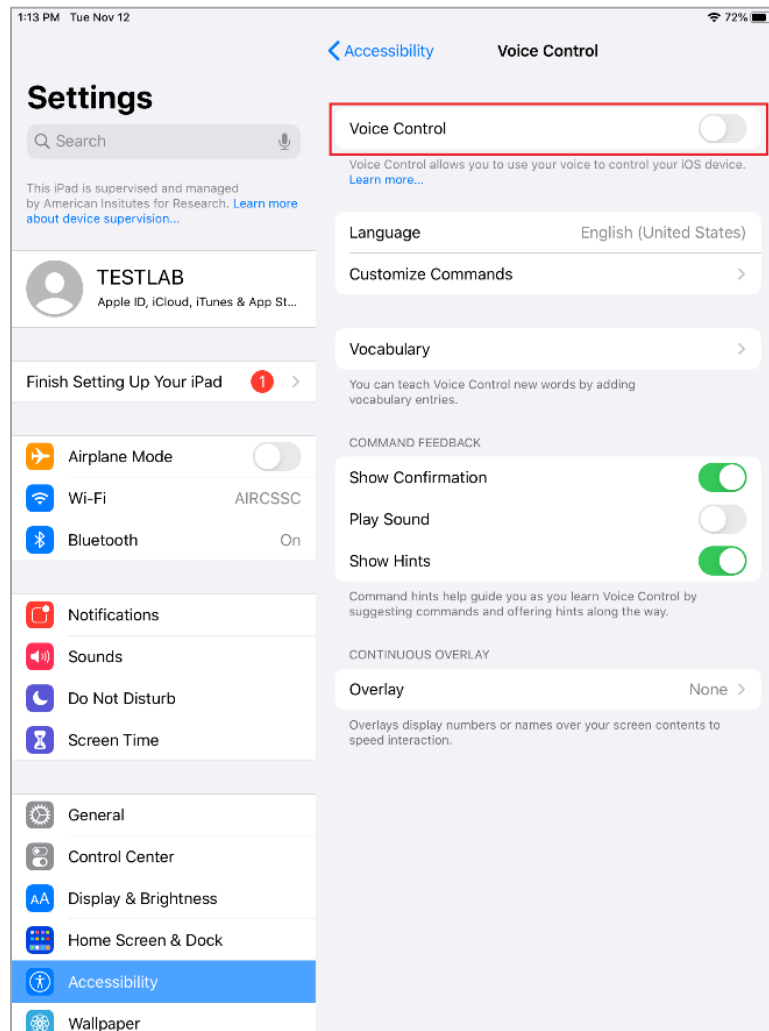 1:13 PM Tue Nov 12
72%
Settings
Search
This iPad is supervised and managed
by American Insitutes for Research. Learn more
about device supervision...
TESTLAB
Apple ID, iCloud, iTunes & App St...
Finish Setting Up Your iPad 1
Airplane Mode
Wi-Fi AIRCSSC
Bluetooth On
Notifications
Sounds
Do Not Disturb
Screen Time
General
Control Center
AA Display & Brightness
Home Screen & Dock
Accessibility
Wallpaper
Accessibility Voice Control
Voice Control
Voice Control allows you to use your voice to control your iOS device.
Learn more...
Language English (United States)
Customize Commands
Vocabulary
You can teach Voice Control new words by adding
vocabulary entries.
COMMAND FEEDBACK
Show Confirmation
Play Sound
Show Hints
Command hints help guide you as you learn Voice Control by
suggesting commands and offering hints along the way.
CONTINUOUS OVERLAY
Overlay None
Overlays display numbers or names over your screen contents to
speed interaction.